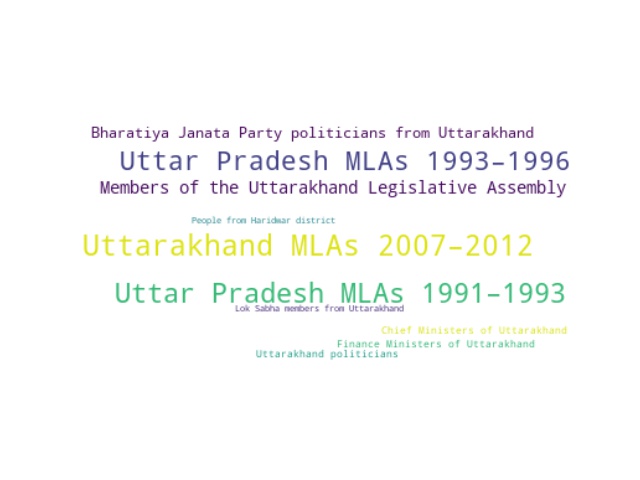 Bharatiya Janata Party politicians from Uttarakhand
Uttar Pradesh MLAs 1993–1996
Members of the Uttarakhand Legislative Assembly
People from Haridwar district
Uttarakhand MLAs 2007–2012
Uttar Pradesh MLAs 1991–1993
Lok Sabha members from Uttarakhand
Chief Ministers of Uttarakhand
Finance Ministers of Uttarakhand
Uttarakhand politicians